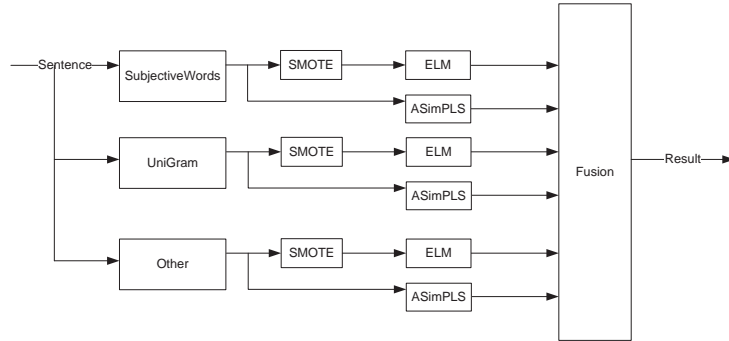 Sentence
SubjectiveWords
SMOTE
ELM
ASimPLS
UniGram
SMOTE
ELM
ASimPLS
Other
SMOTE
ELM
ASimPLS
Fusion
Result